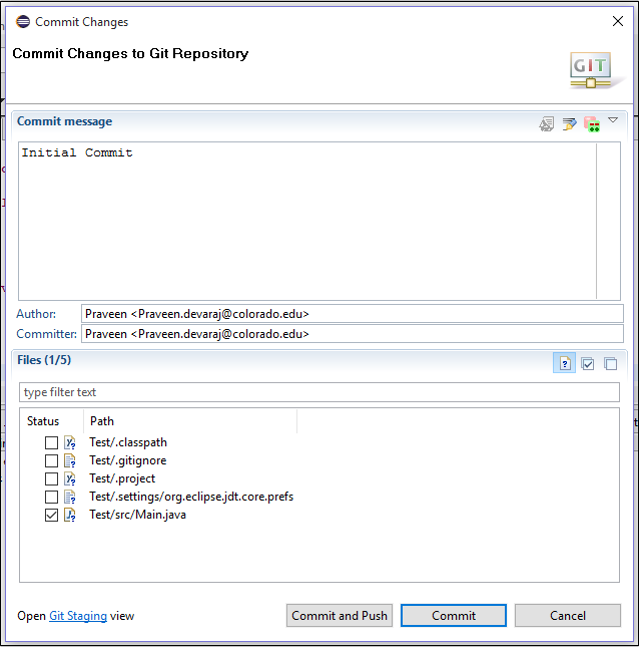 Commit Changes
Commit Changes to Git Repository
GIT
Commit message
Initial Commit
Author: Praveen <Praveen.devaraj@colorado.edu>
Committer: Praveen <Praveen.devaraj@colorado.edu>
Files (1/5)
type filter text
Status Path
Test/.classpath
Test/.gitignore
Test/.project
Test/.settings/org.eclipse.jdt.core.prefs
Test/src/Main.java
Open Git Staging view
Commit and Push Commit Cancel